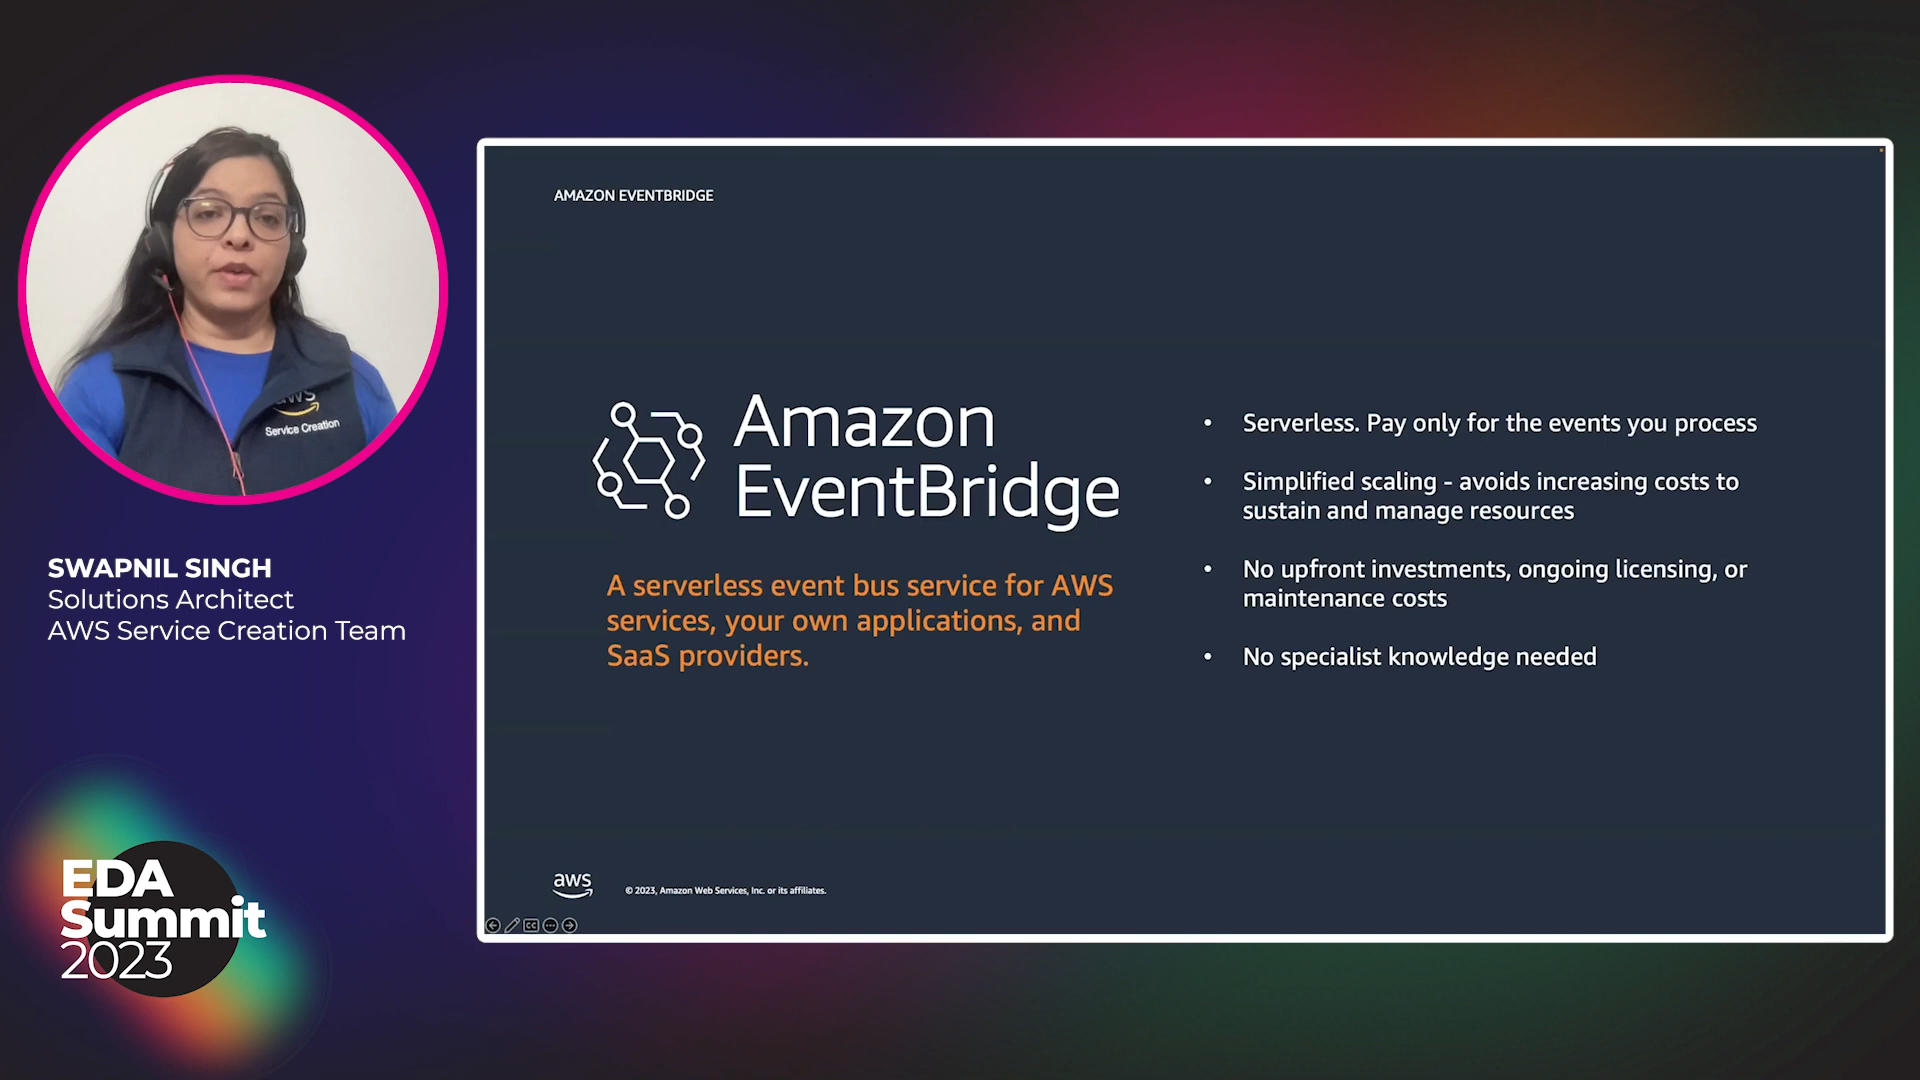 aws
Service Creation
SWAPNIL SINGH
Solutions Architect
AWS Service Creation Team
EDA
Summit
2023
AMAZON EVENTBRIDGE
Amazon
EventBridge
A serverless event bus service for AWS
services, your own applications, and
SaaS providers.
• Serverless. Pay only for the events you process
• Simplified scaling - avoids increasing costs to
sustain and manage resources
• No upfront investments, ongoing licensing, or
maintenance costs
• No specialist knowledge needed
aws
© 2023, Amazon Web Services, Inc. or its affiliates.
CC